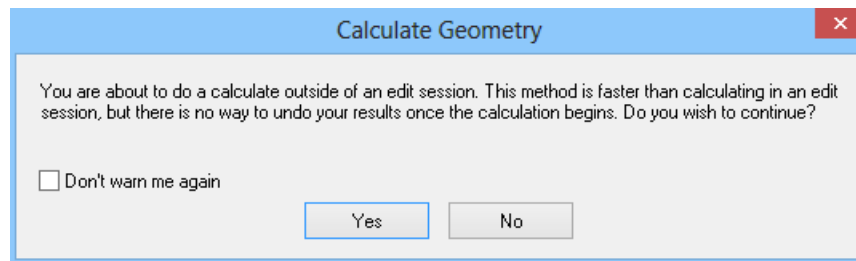 Calculate Geometry
You are about to do a calculate outside of an edit session. This method is faster than calculating in an edit
session, but there is no way to undo your results once the calculation begins. Do you wish to continue?
Don't warn me again
Yes No